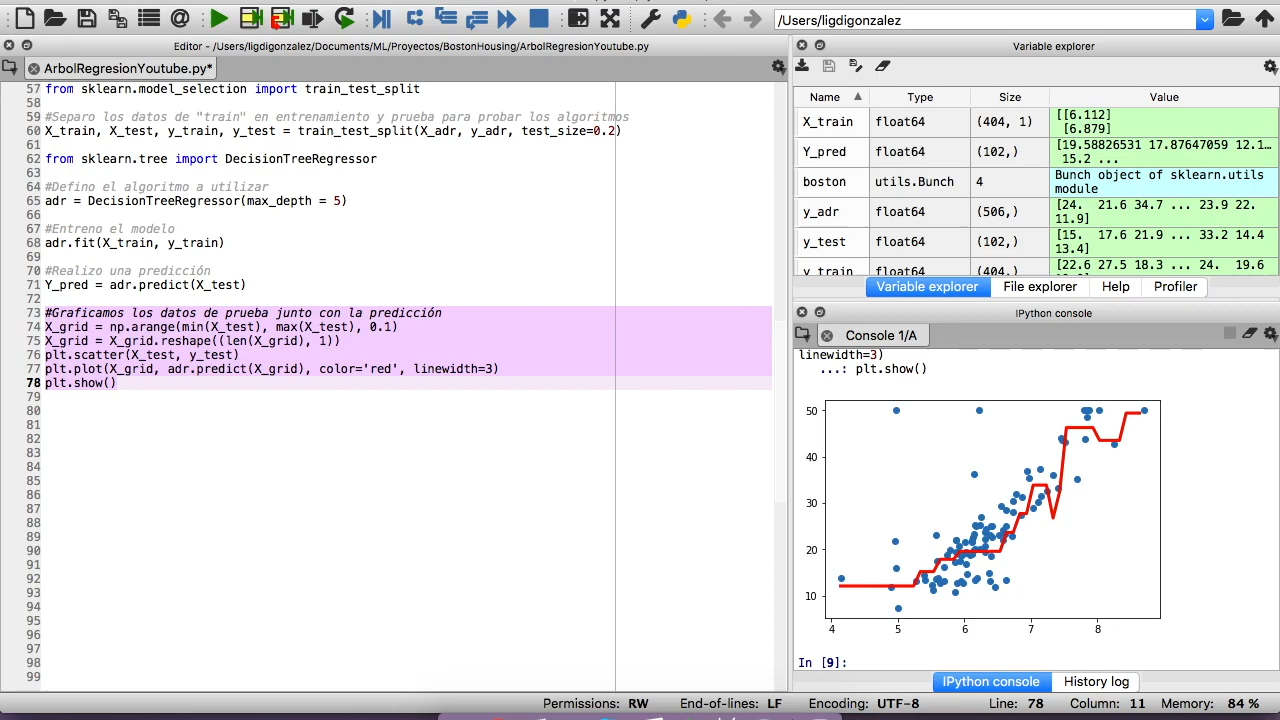 /Users/ligdigonzalez
Editor - /Users/ligdigonzalez/Documents/ML/Proyectos/BostonHousing/ArbolRegresionYoutube.py
ArbolRegresionYoutube.py*
57 from sklearn.model_selection import train_test_split
58
59 #Separo los datos de "train" en entrenamiento y prueba para probar los algoritmos
60 X_train, X_test, y_train, y_test = train_test_split(X_adr, y_adr, test_size=0.2)
61
62 from sklearn.tree import DecisionTreeRegressor
63
64 #Defino el algoritmo a utilizar
65 adr = DecisionTreeRegressor(max_depth = 5)
66
67 #Entreno el modelo
68 adr.fit(X_train, y_train)
69
70 #Realizo una predicción
71 Y_pred = adr.predict(X_test)
72
73 #Graficamos los datos de prueba junto con la predicción
74 X_grid = np.arange(min(X_test), max(X_test), 0.1)
75 X_grid = X_grid.reshape((len(X_grid), 1))
76 plt.scatter(X_test, y_test)
77 plt.plot(X_grid, adr.predict(X_grid), color='red', linewidth=3)
78 plt.show()
79
80
81
82
83
84
85
86
87
88
89
90
91
92
93
94
95
96
97
98
99
Variable explorer
Name Type Size Value
X_train float64 (404, 1) [[6.112]
[6.879]
Y_pred float64 (102,) [19.58826531 17.87647059 12.1…
15.2 ...
boston utils.Bunch 4 Bunch object of sklearn.utils
module
y_adr float64 (506,) [24. 21.6 34.7 ... 23.9 22.
11.9]
y_test float64 (102,) [15. 17.6 21.9 ... 33.2 14.4
13.4]
y_train float64 (404,) [22.6 27.5 18.3 ... 24. 19.6
Variable explorer File explorer Help Profiler
IPython console
Console 1/A
linewidth=3)
...: plt.show()
50
40
30
20
10
4 5 6 7 8
In [9]:
IPython console History log
Permissions: RW End-of-lines: LF Encoding: UTF-8 Line: 78 Column: 11 Memory: 84 %